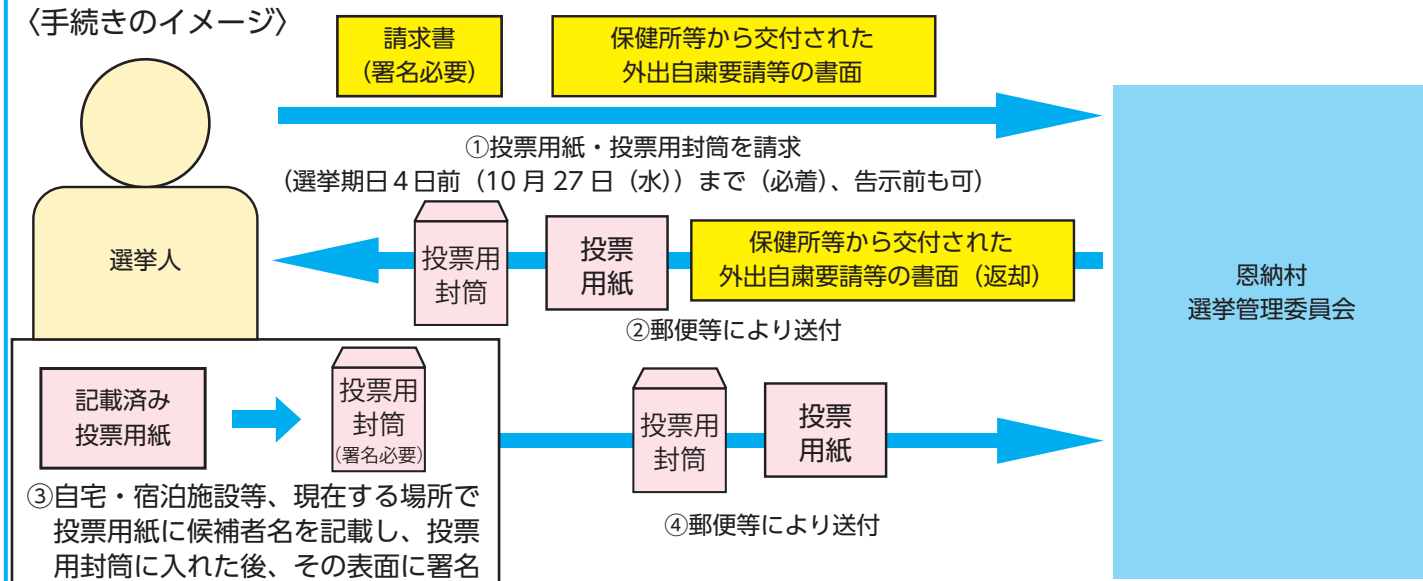 〈手続きのイメージ〉
請求書
(署名必要)
保健所等から交付された
外出自粛要請等の書面
①投票用紙・投票用封筒を請求
(選挙期日４日前（10 月 27 日（水））まで（必着）、告示前も可)
選挙人
投票用
封筒
投票
用紙
保健所等から交付された
外出自粛要請等の書面（返却）
②郵便等により送付
恩納村
選挙管理委員会
記載済み
投票用紙
投票用
封筒
(署名必要)
③自宅・宿泊施設等、現在する場所で
投票用紙に候補者名を記載し、投票
用封筒に入れた後、その表面に署名
投票用
封筒
投票
用紙
④郵便等により送付